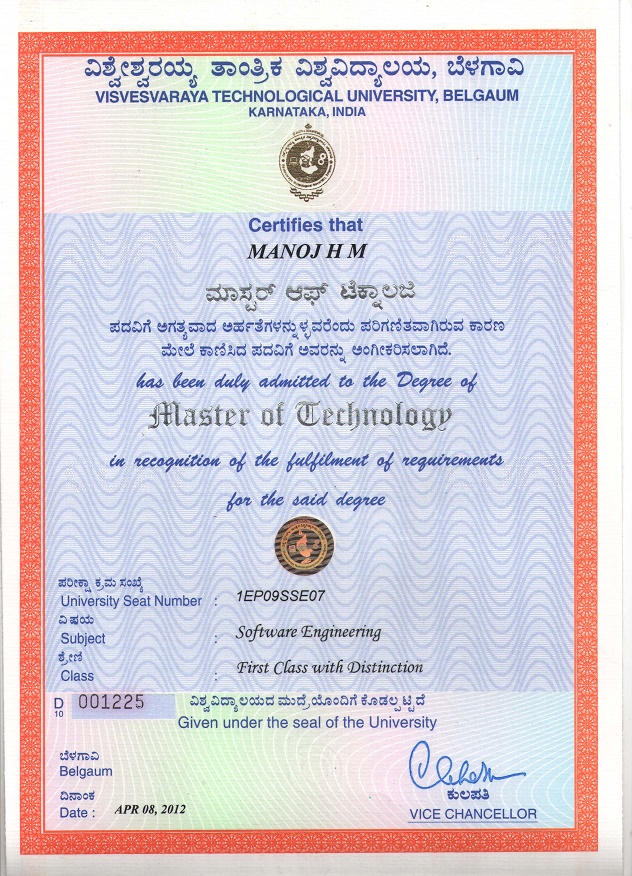 ವಿಶ್ವೇಶ್ವರಯ್ಯ ತಾಂತ್ರಿಕ ವಿಶ್ವವಿದ್ಯಾಲಯ, ಬೆಳಗಾವಿ
VISVESVARAYA TECHNOLOGICAL UNIVERSITY, BELGAUM
KARNATAKA, INDIA
Certifies that
MANOJ H M
ಮಾಸ್ಟರ್ ಆಫ್ ಟೆಕ್ನಾಲಜಿ
ಪದವಿಗೆ ಅಗತ್ಯವಾದ ಅರ್ಹತೆಗಳನ್ನುಳ್ಳವರೆಂದು ಪರಿಗಣಿತವಾಗಿರುವ ಕಾರಣ
ಮೇಲೆ ಕಾಣಿಸಿದ ಪದವಿಗೆ ಅವರನ್ನು ಅಂಗೀಕರಿಸಲಾಗಿದೆ.
has been duly admitted to the Degree of
Master of Technology
in recognition of the fulfilment of requirements
for the said degree
ಪರೀಕ್ಷಾ ಕ್ರಮ ಸಂಖ್ಯೆ
University Seat Number : 1EP09SSE07
ವಿಷಯ
Subject : Software Engineering
ಶ್ರೇಣಿ
Class : First Class with Distinction
D 10 001225
ವಿಶ್ವವಿದ್ಯಾಲಯದ ಮುದ್ರೆಯೊಂದಿಗೆ ಕೊಡಲ್ಪಟ್ಟಿದೆ
Given under the seal of the University
ಬೆಳಗಾವಿ
Belgaum
ದಿನಾಂಕ
Date : APR 08, 2012
ಕುಲಪತಿ
VICE CHANCELLOR